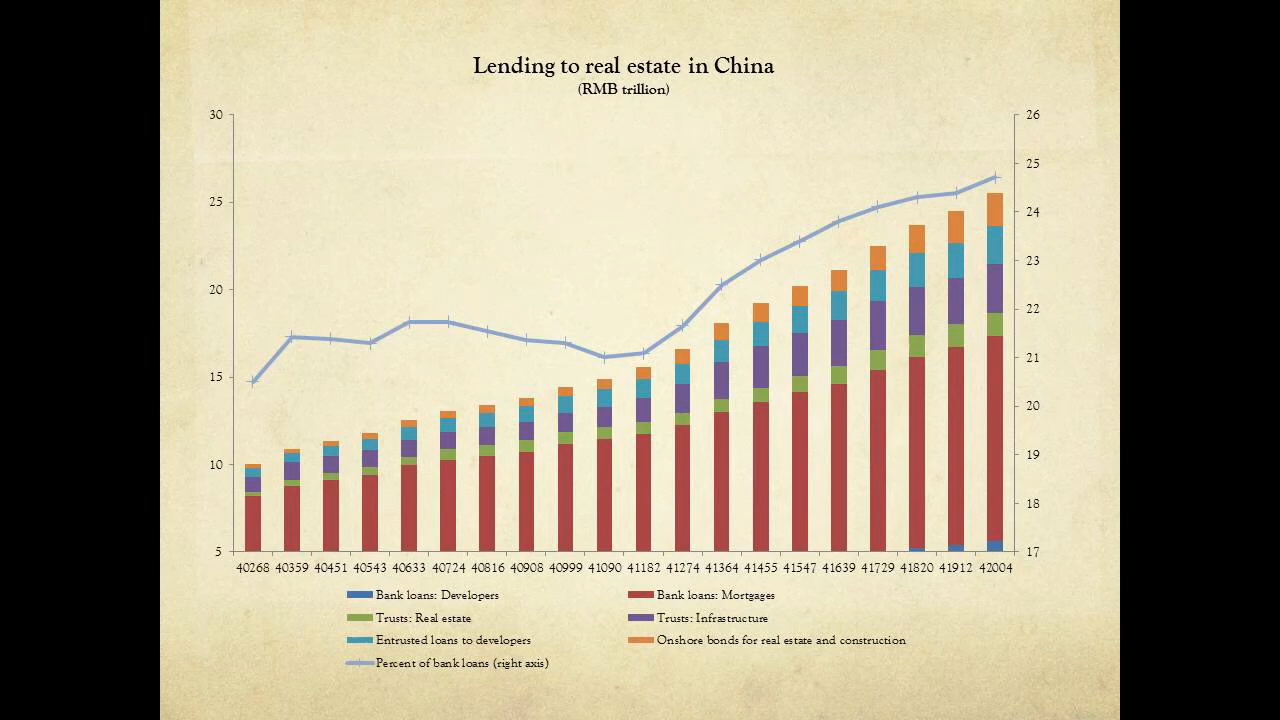 Lending to real estate in China
(RMB trillion)
30
25
20
15
10
5
26
25
24
23
22
21
20
19
18
17
40268 40359 40451 40543 40633 40724 40816 40908 40999 41090 41182 41274 41364 41455 41547 41639 41729 41820 41912 42004
Bank loans: Developers
Bank loans: Mortgages
Trusts: Real estate
Trusts: Infrastructure
Entrusted loans to developers
Onshore bonds for real estate and construction
Percent of bank loans (right axis)